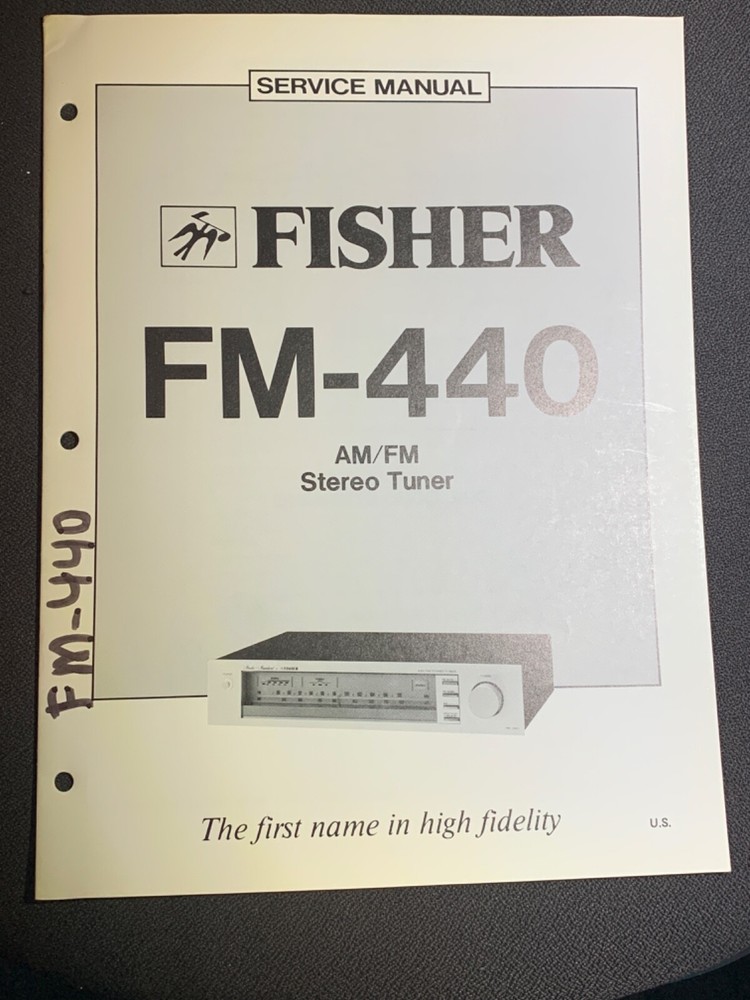 SERVICE MANUAL
FISHER
FM-440
AM/FM
Stereo Tuner
FM-440
The first name in high fidelity
U.S.